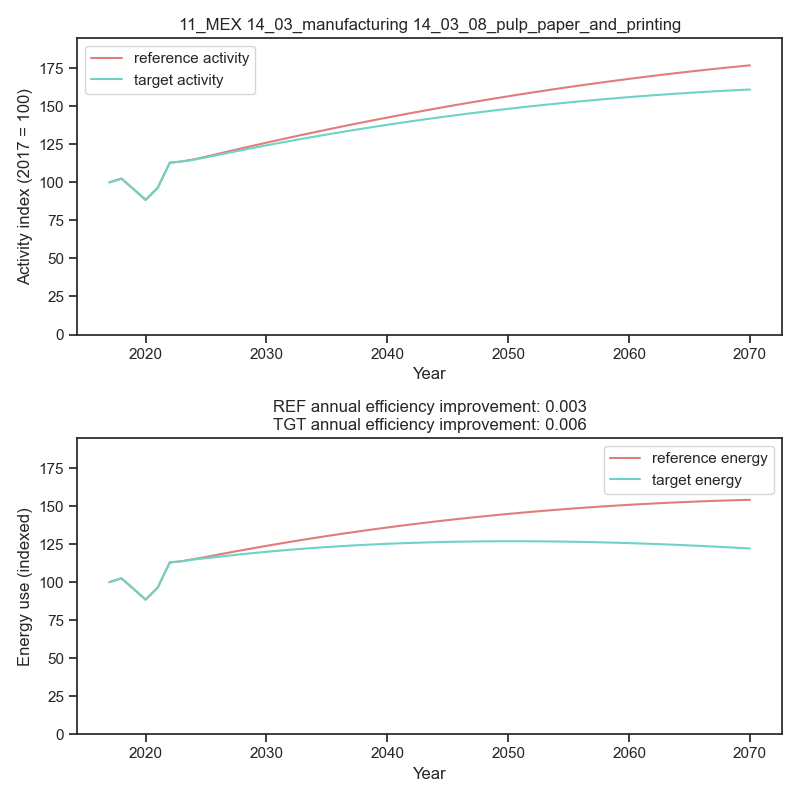 11_MEX 14_03_manufacturing 14_03_08_pulp_paper_and_printing
reference activity
target activity
Activity index (2017 = 100)
175
150
125
100
75
50
25
0
2020
2030
2040
2050
2060
2070
Year
REF annual efficiency improvement: 0.003
TGT annual efficiency improvement: 0.006
reference energy
target energy
Energy use (indexed)
175
150
125
100
75
50
25
0
2020
2030
2040
2050
2060
2070
Year